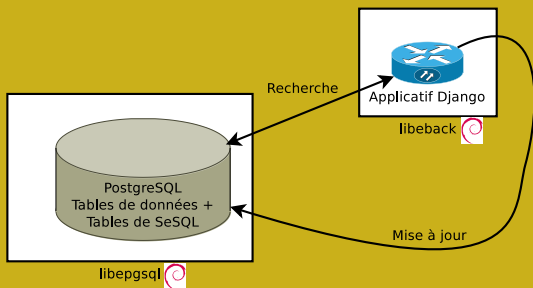 Recherche
Applicatif Django
libeback
PostgreSQL
Tables de données +
Tables de SeSQL
Mise à jour
libepgsql